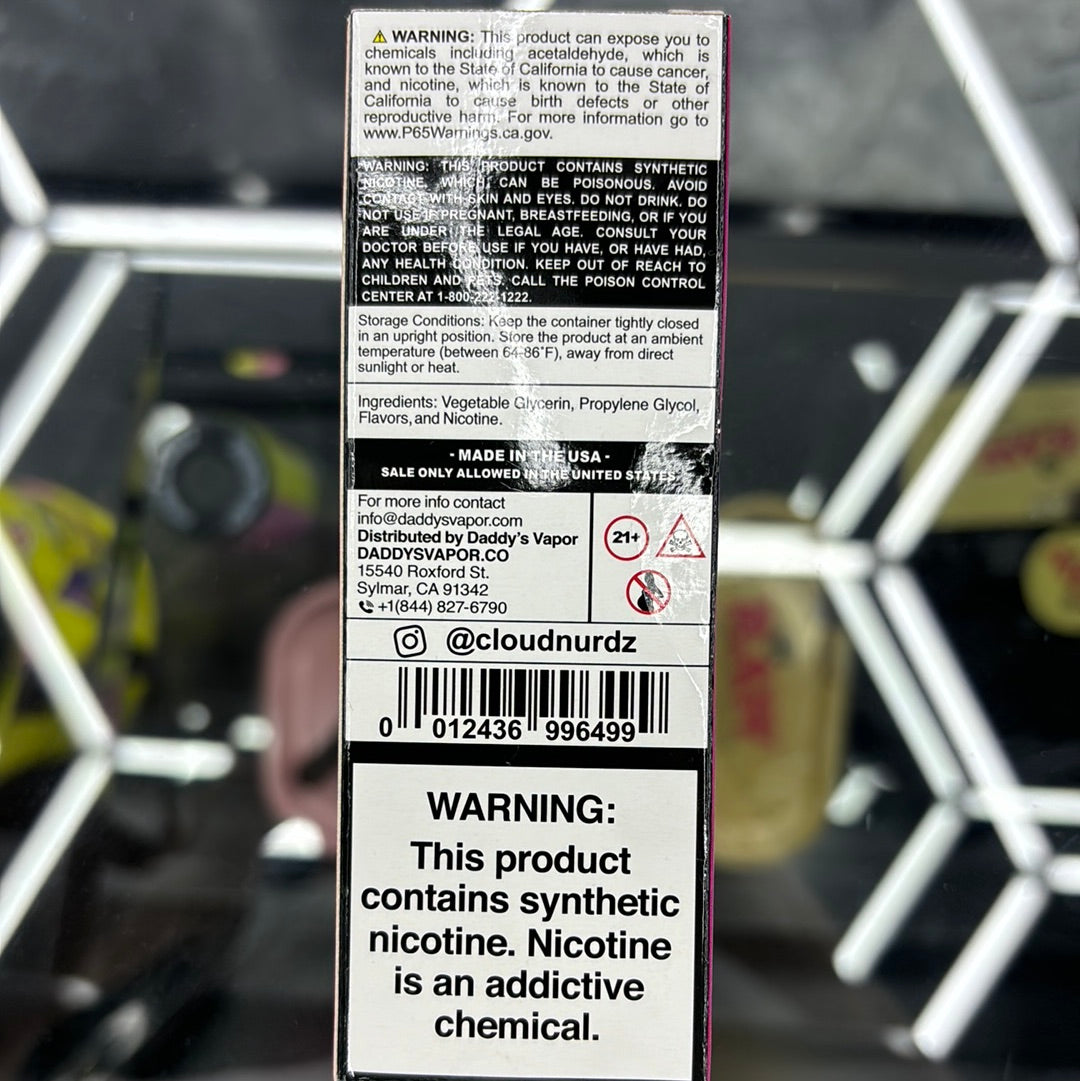 ⚠ WARNING: This product can expose you to
chemicals including acetaldehyde, which is
known to the State of California to cause cancer,
and nicotine, which is known to the State of
California to cause birth defects or other
reproductive harm. For more information go to
www.P65Warnings.ca.gov.
WARNING: THIS PRODUCT CONTAINS SYNTHETIC
NICOTINE, WHICH CAN BE POISONOUS. AVOID
CONTACT WITH SKIN AND EYES. DO NOT DRINK. DO
NOT USE IF PREGNANT, BREASTFEEDING, OR IF YOU
ARE UNDER THE LEGAL AGE. CONSULT YOUR
DOCTOR BEFORE USE IF YOU HAVE, OR HAVE HAD,
ANY HEALTH CONDITION. KEEP OUT OF REACH TO
CHILDREN AND PETS. CALL THE POISON CONTROL
CENTER AT 1-800-222-1222.
Storage Conditions: Keep the container tightly closed
in an upright position. Store the product at an ambient
temperature (between 64-86°F), away from direct
sunlight or heat.
Ingredients: Vegetable Glycerin, Propylene Glycol,
Flavors, and Nicotine.
- MADE IN THE USA -
SALE ONLY ALLOWED IN THE UNITED STATES
For more info contact
info@daddysvapor.com
Distributed by Daddy's Vapor
DADDYSVAPOR.CO
15540 Roxford St.
Sylmar, CA 91342
+1(844) 827-6790
21+
@cloudnurdz
0 012436 996499
WARNING:
This product
contains synthetic
nicotine. Nicotine
is an addictive
chemical.
RAW